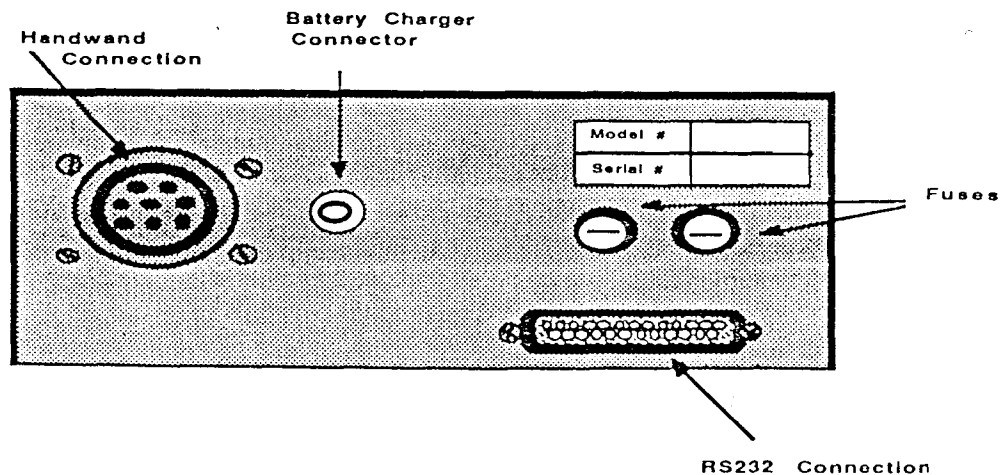 Battery Charger
Connector
Handwand
Connection
Model #
Serial #
Fuses
RS232 Connection